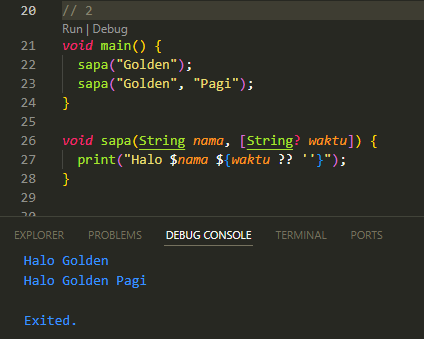 20 // 2
Run | Debug
21 void main() {
22   sapa("Golden");
23   sapa("Golden", "Pagi");
24 }
25
26 void sapa(String nama, [String? waktu]) {
27   print("Halo $nama ${waktu ?? ''}");
28 }
29
30
EXPLORER PROBLEMS DEBUG CONSOLE TERMINAL PORTS
Halo Golden
Halo Golden Pagi
Exited.